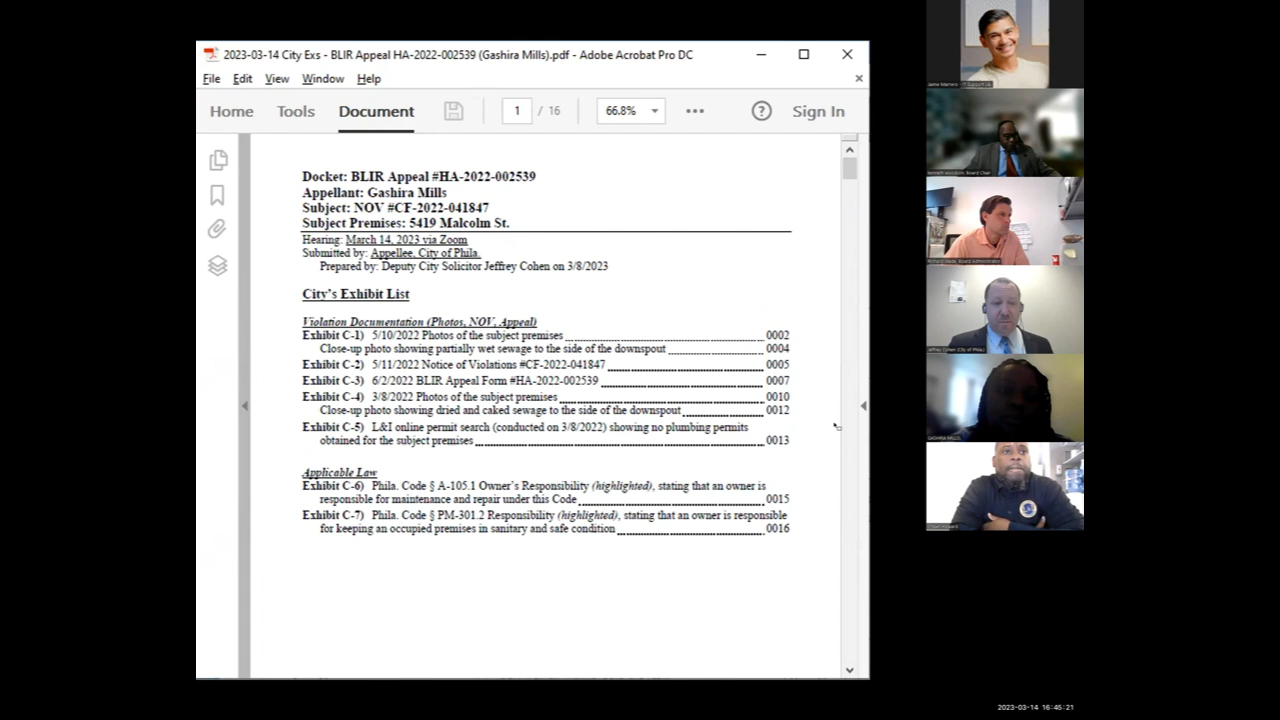 2023-03-14 City Exs - BLIR Appeal HA-2022-002539 (Gashira Mills).pdf - Adobe Acrobat Pro DC
File Edit View Window Help
Home Tools Document 1 / 16 66.8% Sign In
Docket: BLIR Appeal #HA-2022-002539
Appellant: Gashira Mills
Subject: NOV #CF-2022-041847
Subject Premises: 5419 Malcolm St.
Hearing: March 14, 2023 via Zoom
Submitted by: Appellee, City of Phila.
Prepared by: Deputy City Solicitor Jeffrey Cohen on 3/8/2023
City's Exhibit List
Violation Documentation (Photos, NOV, Appeal)
Exhibit C-1) 5/10/2022 Photos of the subject premises 0002
Close-up photo showing partially wet sewage to the side of the downspout 0004
Exhibit C-2) 5/11/2022 Notice of Violations #CF-2022-041847 0005
Exhibit C-3) 6/2/2022 BLIR Appeal Form #HA-2022-002539 0007
Exhibit C-4) 3/8/2022 Photos of the subject premises 0010
Close-up photo showing dried and caked sewage to the side of the downspout 0012
Exhibit C-5) L&I online permit search (conducted on 3/8/2022) showing no plumbing permits
obtained for the subject premises 0013
Applicable Law
Exhibit C-6) Phila. Code § A-105.1 Owner's Responsibility (highlighted), stating that an owner is
responsible for maintenance and repair under this Code 0015
Exhibit C-7) Phila. Code § PM-301.2 Responsibility (highlighted), stating that an owner is responsible
for keeping an occupied premises in sanitary and safe condition 0016
Board Chair
Board Administrator
Jeffrey Cohen (City of Phila.)
GASHIRA MILLS
2023-03-14 16:45:21